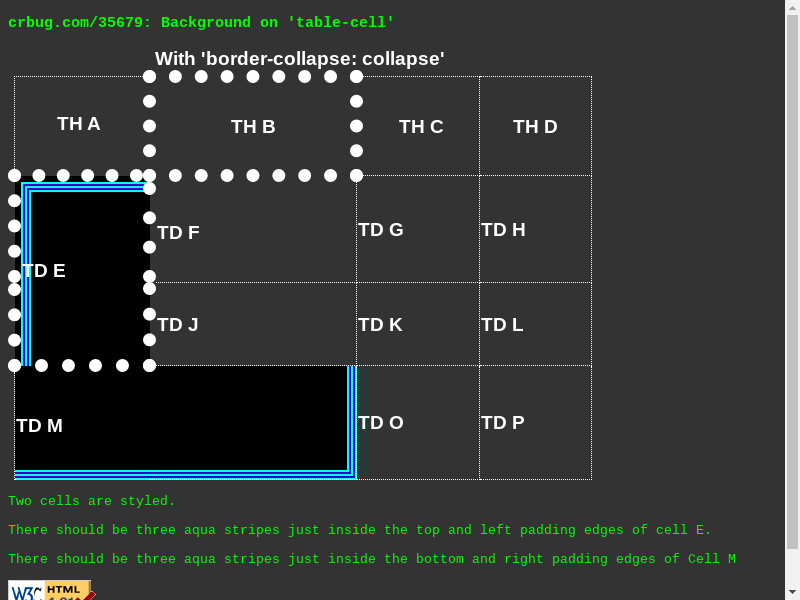 crbug.com/35679: Background on 'table-cell'
With 'border-collapse: collapse'
TH A TH B TH C TH D
TD E TD F TD G TD H
TD J TD K TD L
TD M TD O TD P
Two cells are styled.
There should be three aqua stripes just inside the top and left padding edges of cell E.
There should be three aqua stripes just inside the bottom and right padding edges of Cell M
W3C HTML